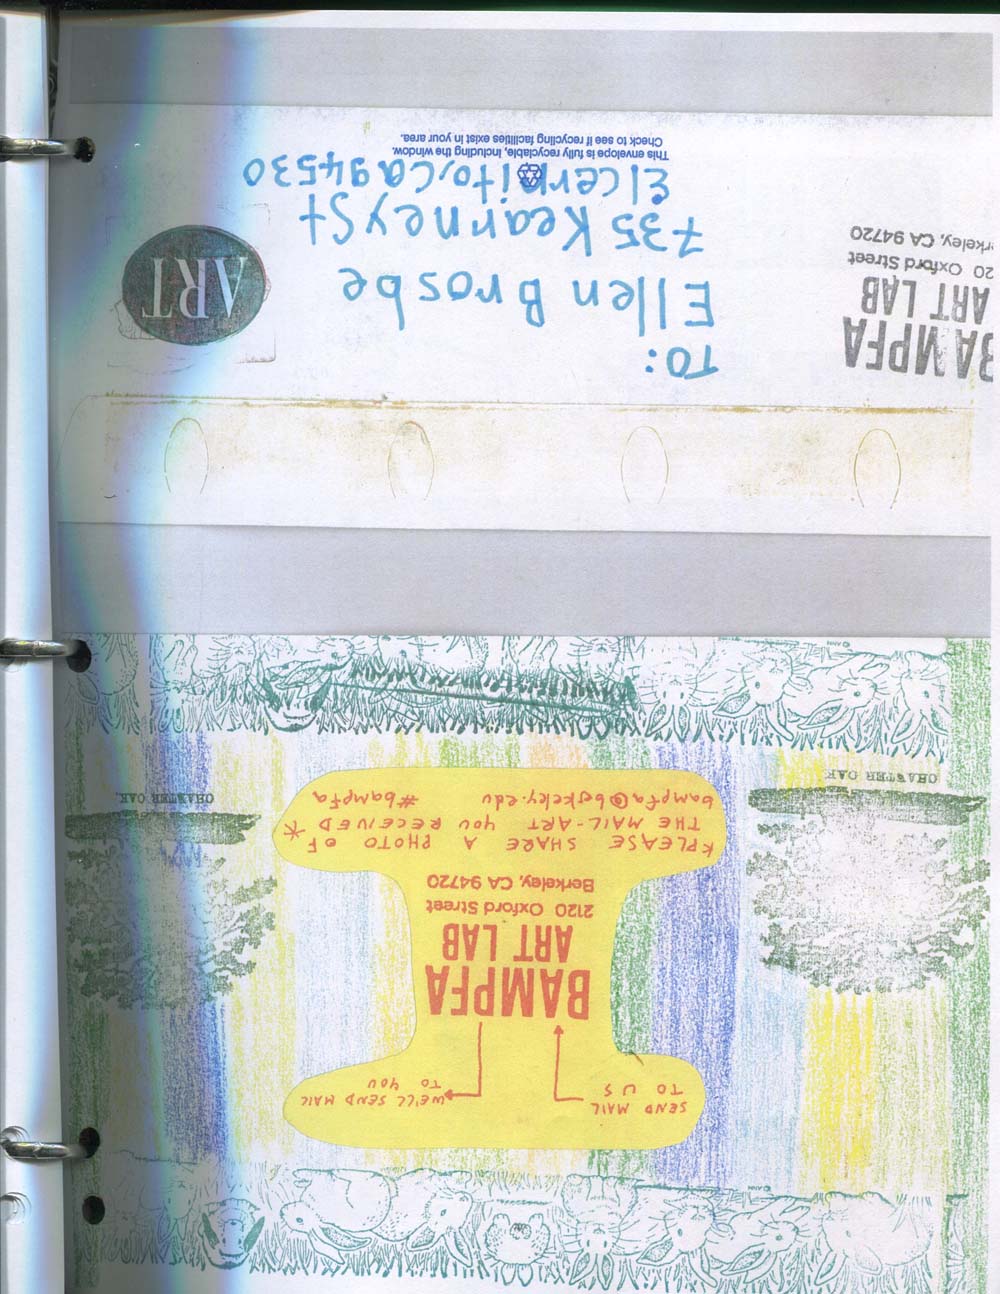 SEND MAIL
TO US
WE'LL SEND MAIL
TO YOU
BAMPFA
ART LAB
2120 Oxford Street
Berkeley, CA 94720
*PLEASE SHARE A PHOTO OF
THE MAIL-ART YOU RECEIVED *
bampfa@berkeley.edu #bampfa
CHARTER OAK
CHARTER OAK
BAMPFA
ART LAB
20 Oxford Street
rkeley, CA 94720
TO:
Ellen Brosbe
735 Kearney St
El cerrito, Ca 94530
This envelope is fully recyclable, including the window.
Check to see if recycling facilities exist in your area.
ART